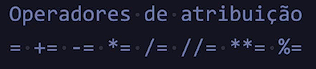 Operadores de atribuição
= += -= *= /= //= **= %=